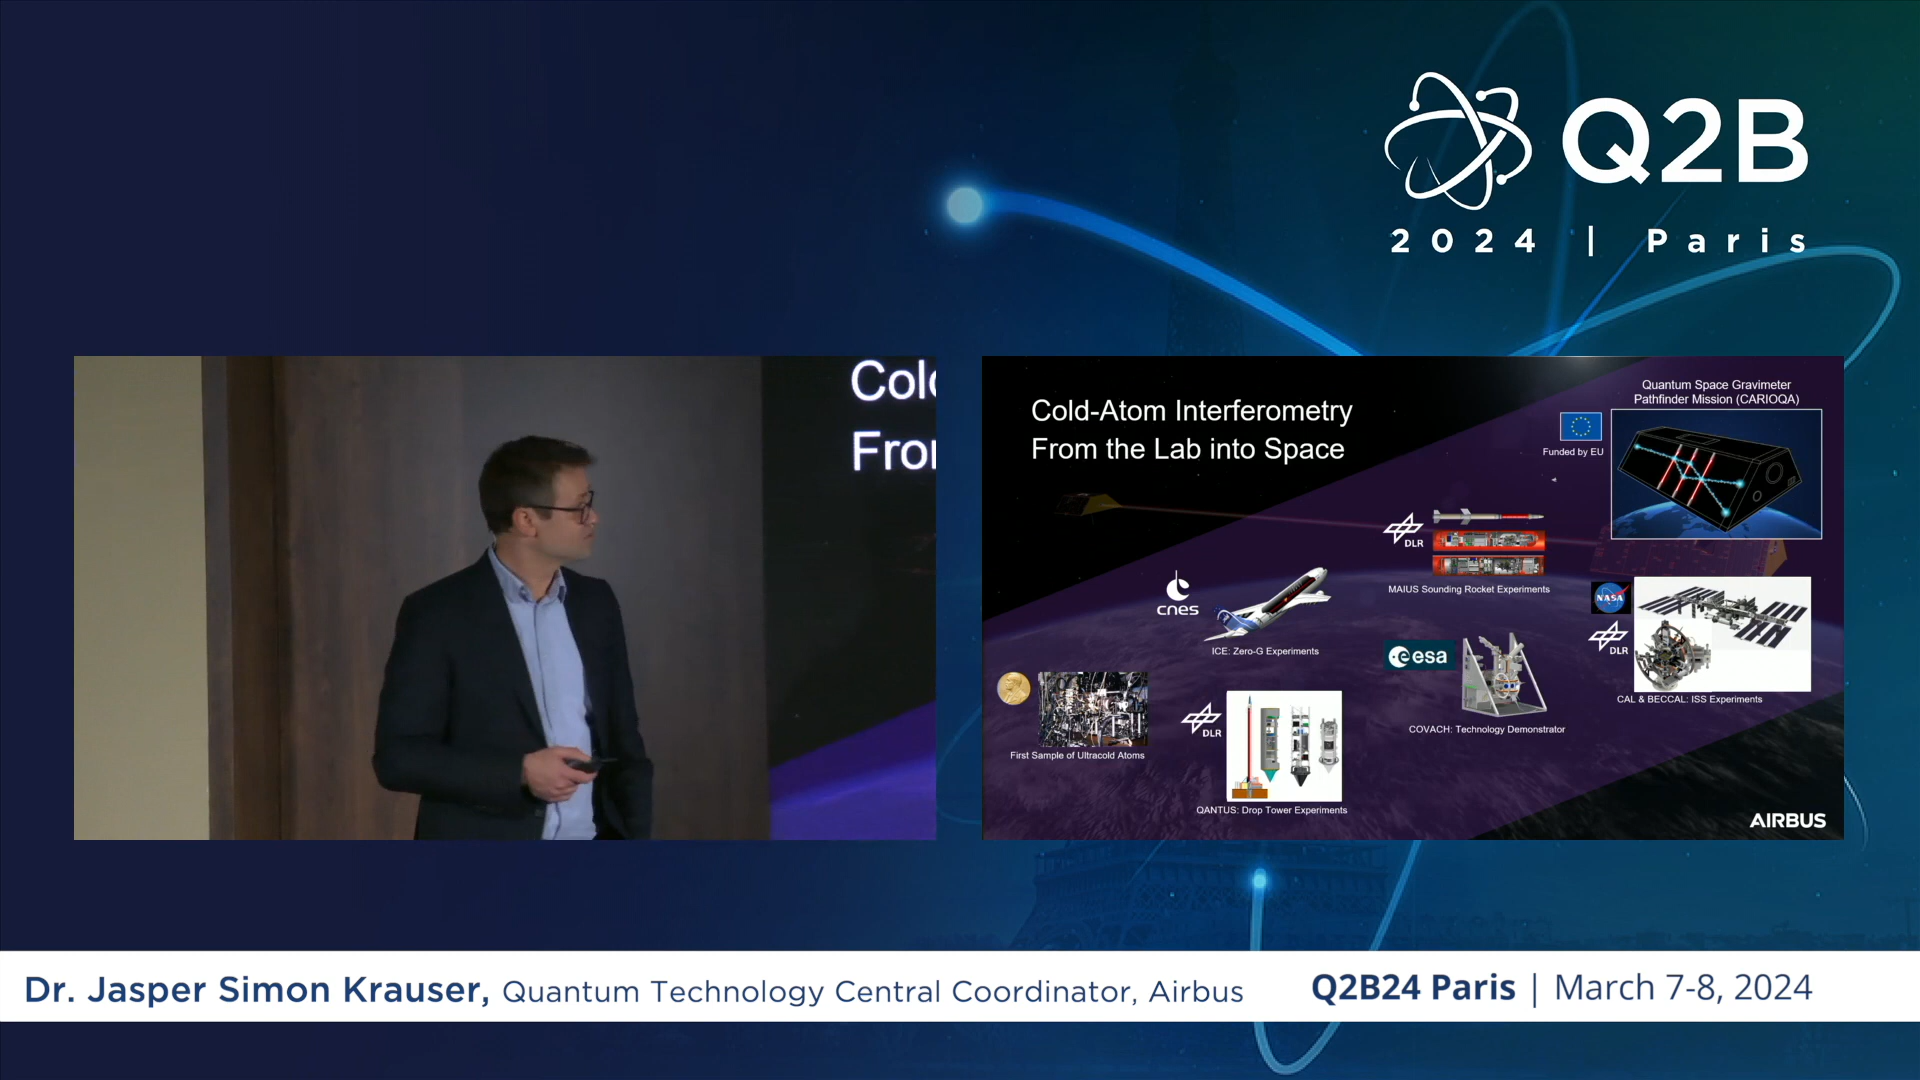 Q2B
2024 | Paris
Col
Fro
Cold-Atom Interferometry
From the Lab into Space
Quantum Space Gravimeter
Pathfinder Mission (CARIOQA)
Funded by EU
DLR
MAIUS Sounding Rocket Experiments
cnes
ICE: Zero-G Experiments
NASA
DLR
esa
CAL & BECCAL: ISS Experiments
COVACH: Technology Demonstrator
First Sample of Ultracold Atoms
DLR
QANTUS: Drop Tower Experiments
AIRBUS
Dr. Jasper Simon Krauser, Quantum Technology Central Coordinator, Airbus
Q2B24 Paris | March 7-8, 2024